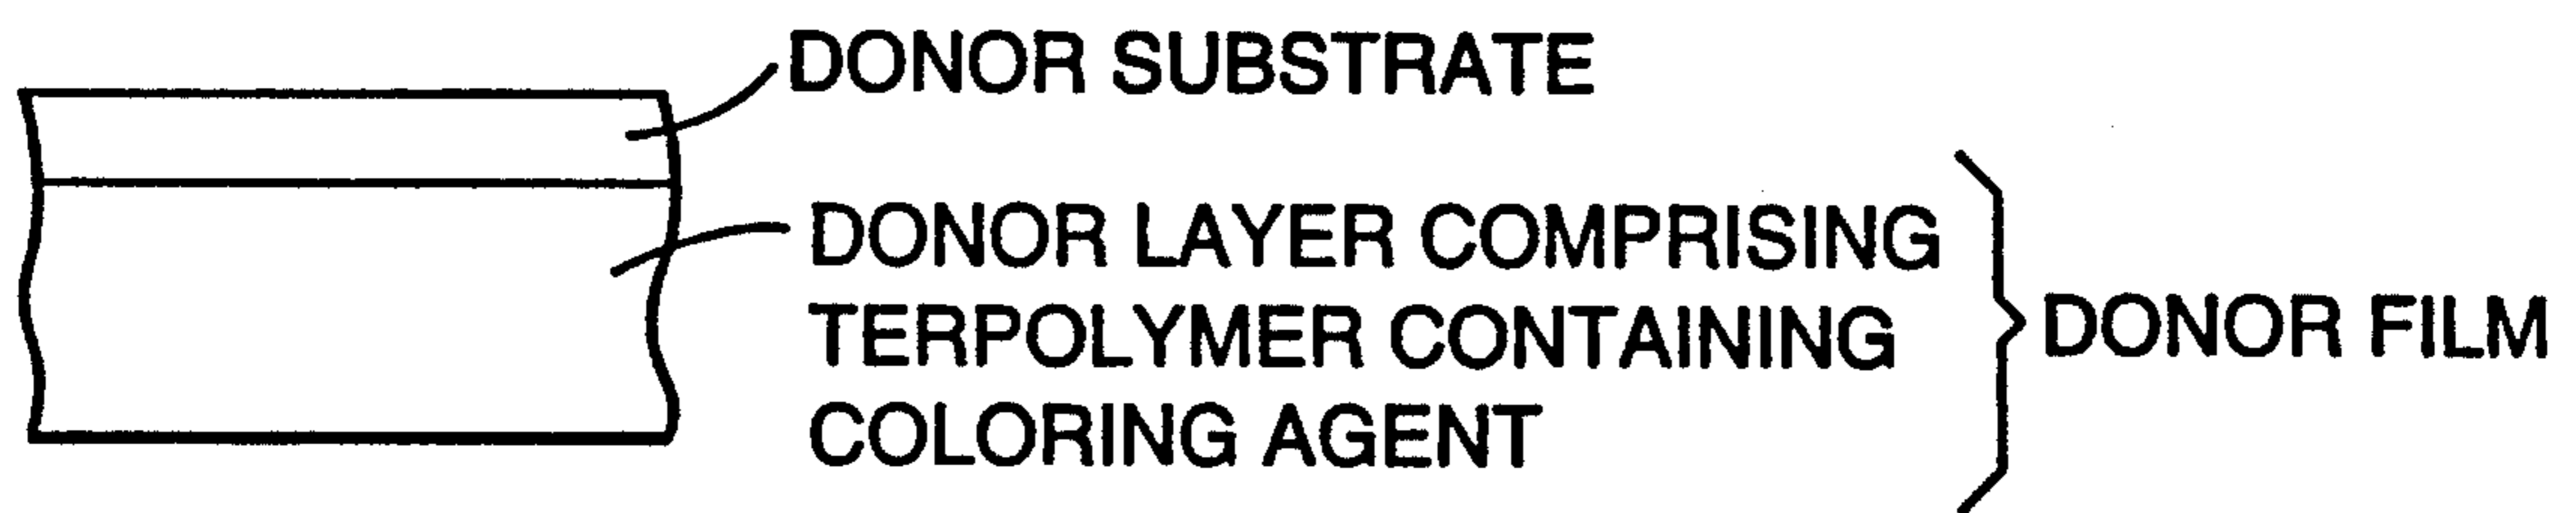 DONOR SUBSTRATE
DONOR LAYER COMPRISING
TERPOLYMER CONTAINING
COLORING AGENT
DONOR FILM